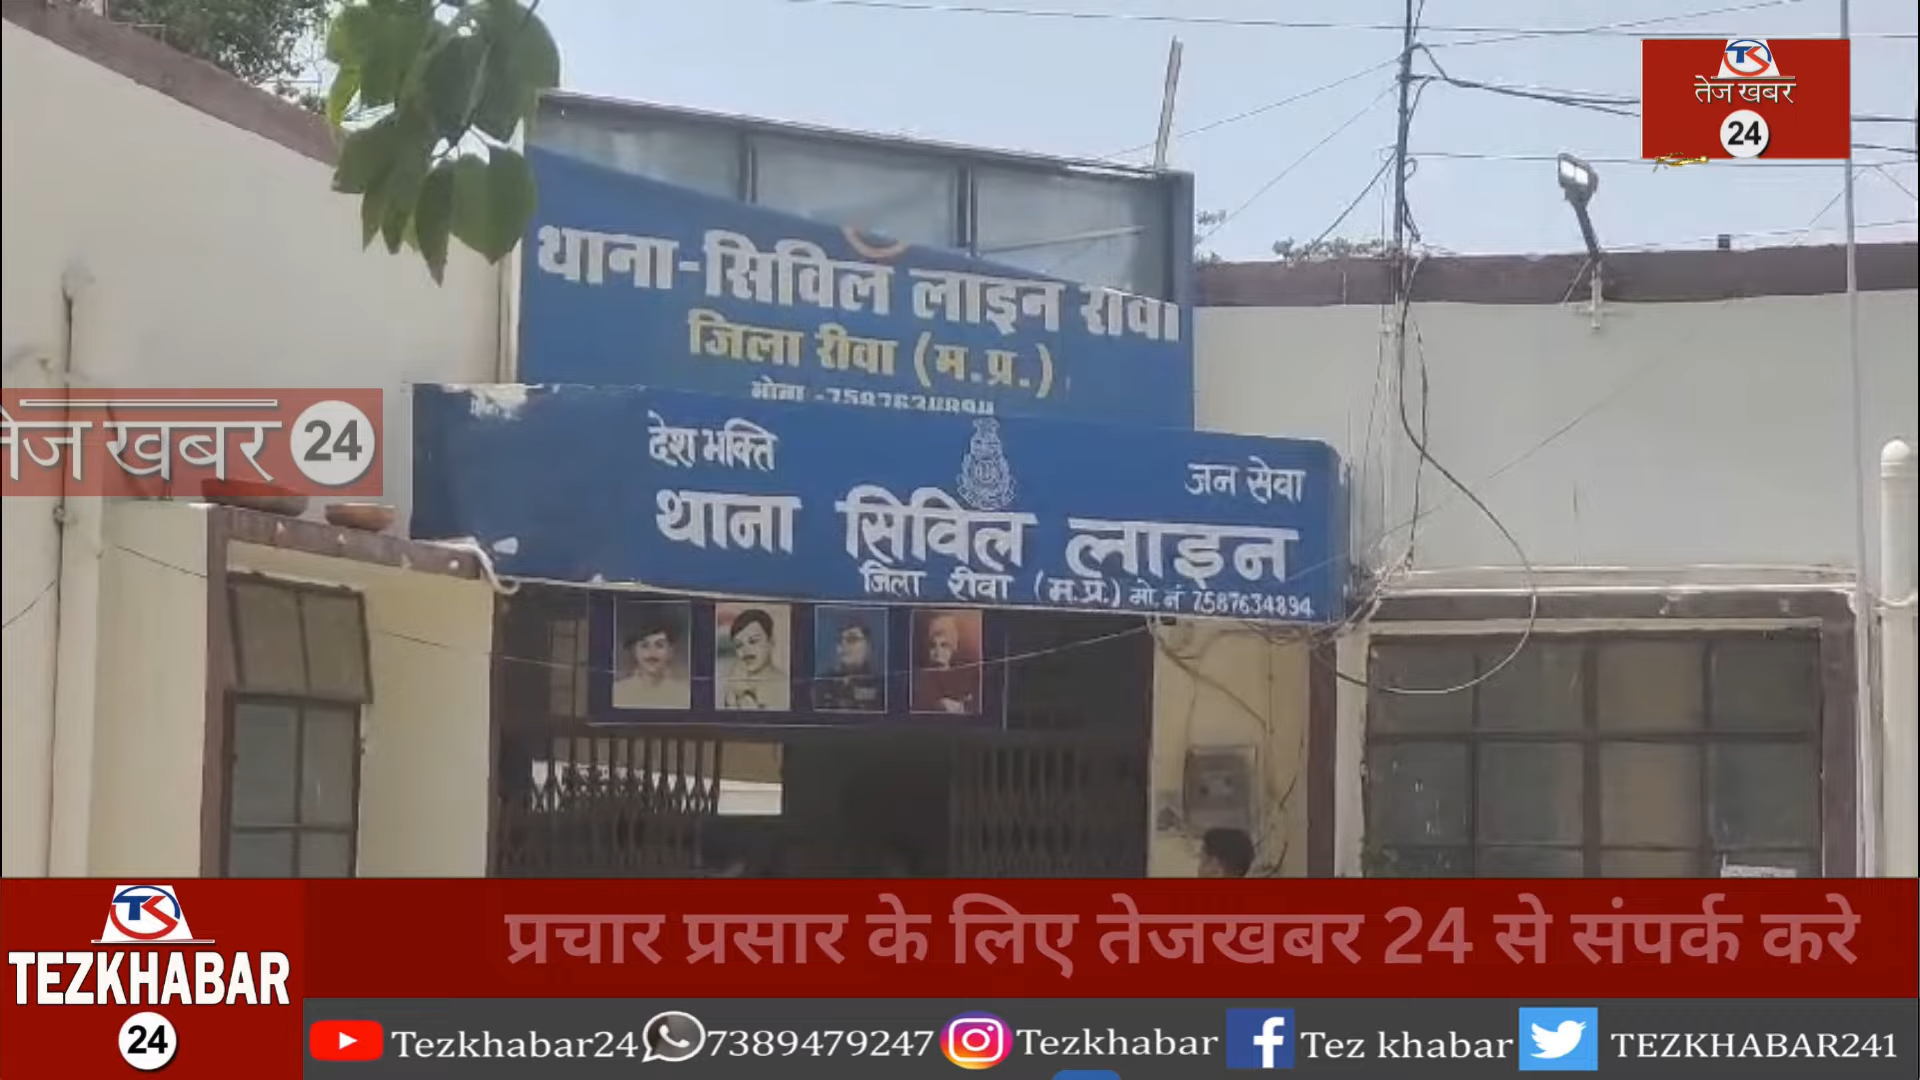 तेज खबर
24
थाना-सिविल लाइन रीवा
जिला रीवा (म.प्र.)
मोबा -7587634894
तेज खबर 24
देश भक्ति
जन सेवा
थाना सिविल लाइन
जिला रीवा (म.प्र.) मो.नं 7587634894
प्रचार प्रसार के लिए तेजखबर 24 से संपर्क करे
TEZKHABAR
24
Tezkhabar24 7389479247 Tezkhabar Tez khabar TEZKHABAR241